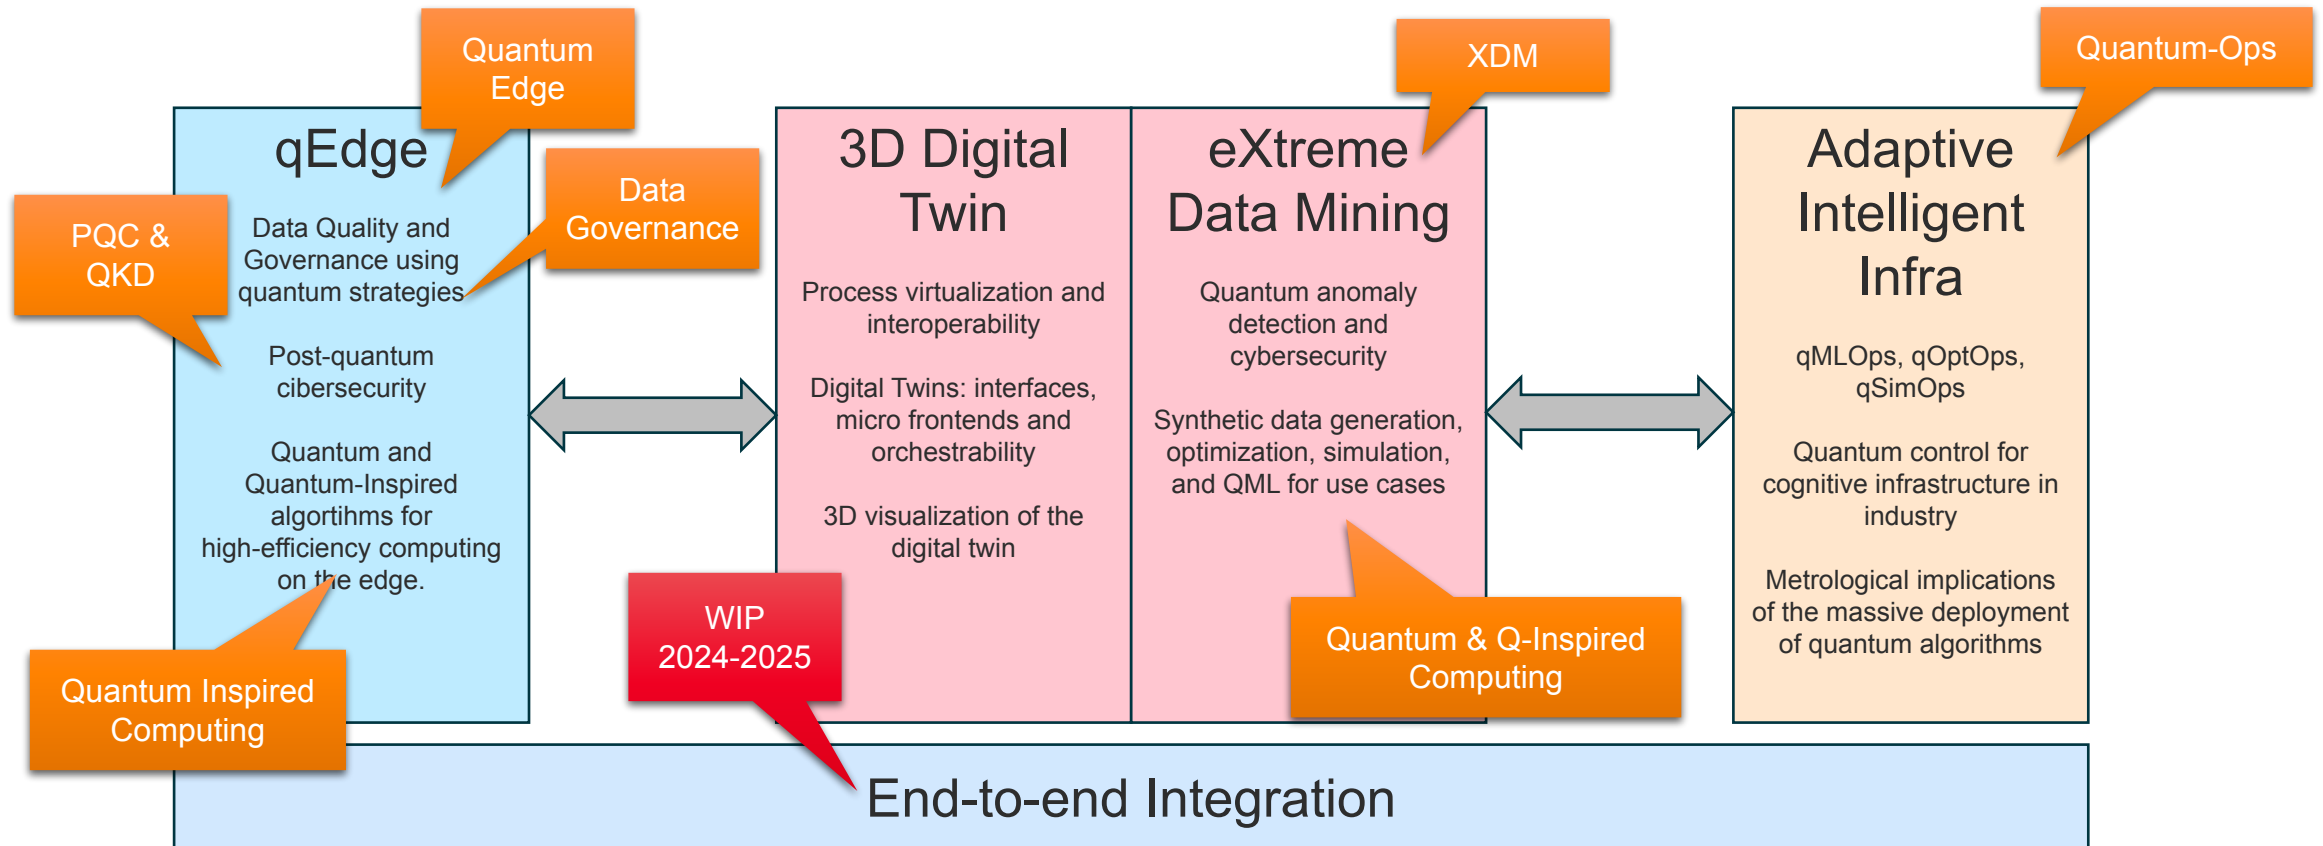 Quantum
Edge
XDM
Quantum-Ops
qEdge
Data Quality and
Governance using
quantum strategies
Post-quantum
cibersecurity
Quantum and
Quantum-Inspired
algortihms for
high-efficiency computing
on the edge.
PQC &
QKD
Data
Governance
Quantum Inspired
Computing
3D Digital
Twin
Process virtualization and
interoperability
Digital Twins: interfaces,
micro frontends and
orchestrability
3D visualization of the
digital twin
WIP
2024-2025
eXtreme
Data Mining
Quantum anomaly
detection and
cybersecurity
Synthetic data generation,
optimization, simulation,
and QML for use cases
Quantum & Q-Inspired
Computing
Adaptive
Intelligent
Infra
qMLOps, qOptOps,
qSimOps
Quantum control for
cognitive infrastructure in
industry
Metrological implications
of the massive deployment
of quantum algorithms
End-to-end Integration